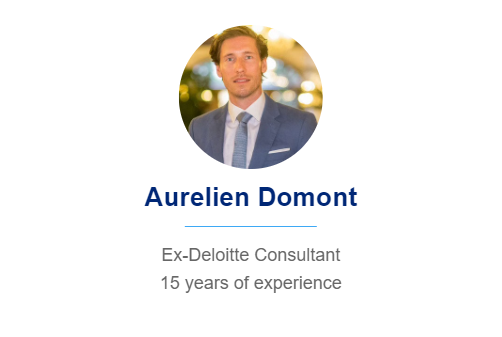 Aurelien Domont
Ex-Deloitte Consultant
15 years of experience